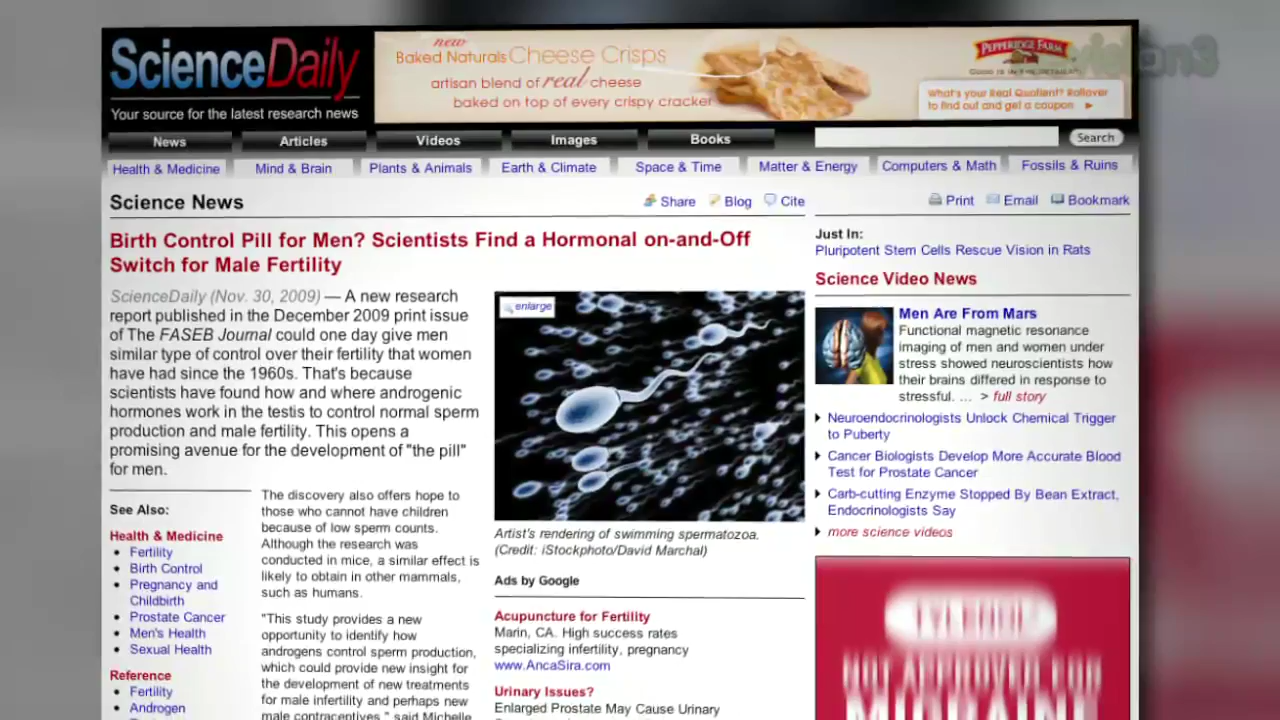 ScienceDaily
Your source for the latest research news
new
Baked Naturals Cheese Crisps
artisan blend of real cheese
baked on top of every crispy cracker
PEPPERIDGE FARM
GOOD IS IN THE DETAILS
What's your Real Quotient? Rollover
to find out and get a coupon
News
Articles
Videos
Images
Books
Search
Health & Medicine
Mind & Brain
Plants & Animals
Earth & Climate
Space & Time
Matter & Energy
Computers & Math
Fossils & Ruins
Science News
Share
Blog
Cite
Print
Email
Bookmark
Birth Control Pill for Men? Scientists Find a Hormonal on-and-Off
Switch for Male Fertility
ScienceDaily (Nov. 30, 2009) — A new research
report published in the December 2009 print issue
of The FASEB Journal could one day give men
similar type of control over their fertility that women
have had since the 1960s. That's because
scientists have found how and where androgenic
hormones work in the testis to control normal sperm
production and male fertility. This opens a
promising avenue for the development of "the pill"
for men.
See Also:
Health & Medicine
Fertility
Birth Control
Pregnancy and
Childbirth
Prostate Cancer
Men's Health
Sexual Health
Reference
Fertility
Androgen
The discovery also offers hope to
those who cannot have children
because of low sperm counts.
Although the research was
conducted in mice, a similar effect is
likely to obtain in other mammals,
such as humans.
"This study provides a new
opportunity to identify how
androgens control sperm production,
which could provide new insight for
the development of new treatments
for male infertility and perhaps new
male contraceptives," said Michelle
enlarge
Artist's rendering of swimming spermatozoa.
(Credit: iStockphoto/David Marchal)
Ads by Google
Acupuncture for Fertility
Marin, CA. High success rates
specializing infertility, pregnancy
www.AncaSira.com
Urinary Issues?
Enlarged Prostate May Cause Urinary
Just In:
Pluripotent Stem Cells Rescue Vision in Rats
Science Video News
Men Are From Mars
Functional magnetic resonance
imaging of men and women under
stress showed neuroscientists how
their brains differed in response to
stressful. ... > full story
Neuroendocrinologists Unlock Chemical Trigger
to Puberty
Cancer Biologists Develop More Accurate Blood
Test for Prostate Cancer
Carb-cutting Enzyme Stopped By Bean Extract,
Endocrinologists Say
more science videos
NOT APPROVED FOR
MIGRAINE